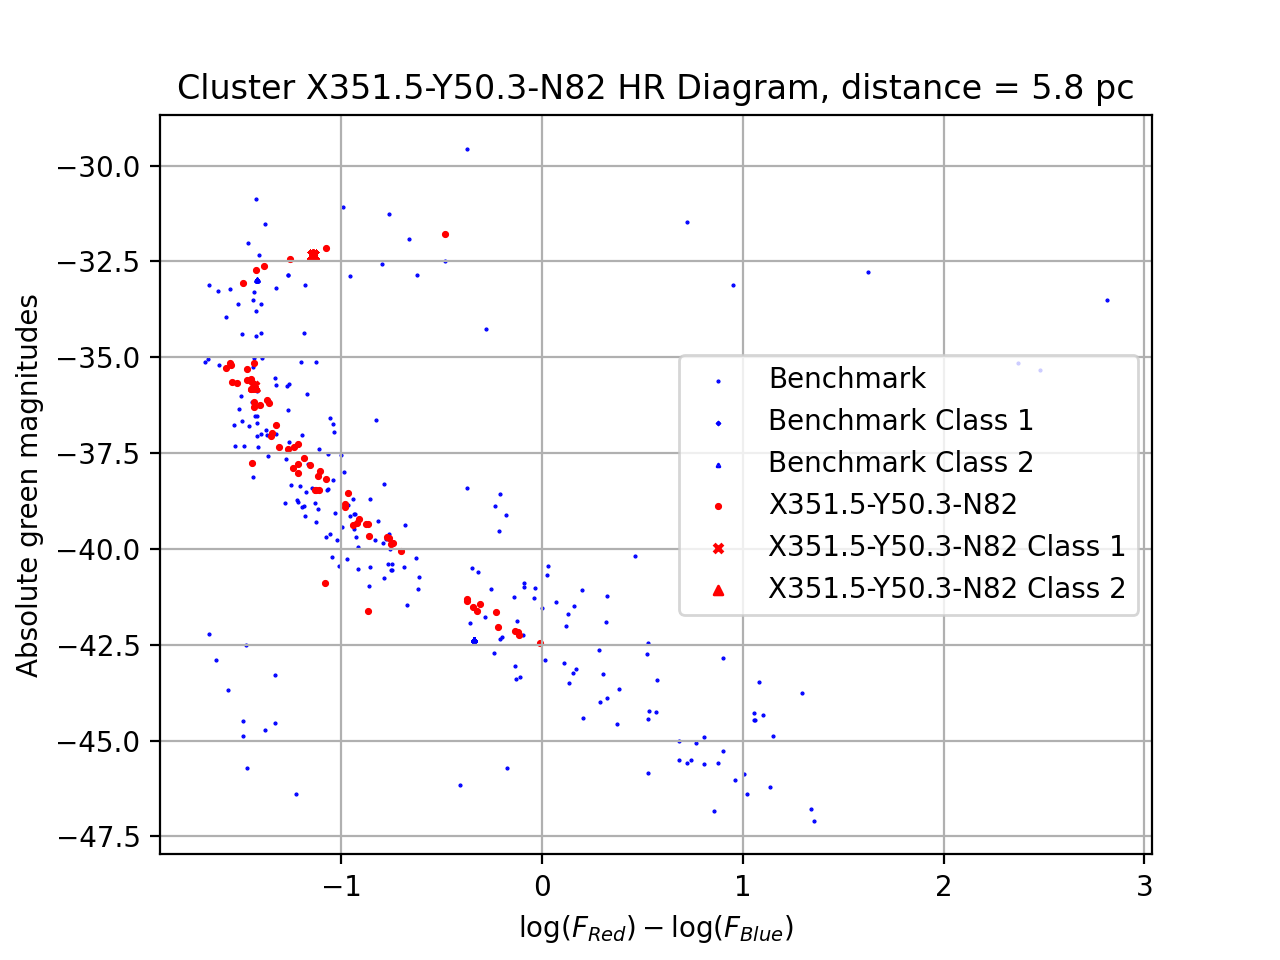 Cluster X351.5-Y50.3-N82 HR Diagram, distance = 5.8 pc
Absolute green magnitudes
−30.0
−32.5
−35.0
−37.5
−40.0
−42.5
−45.0
−47.5
Benchmark
Benchmark Class 1
Benchmark Class 2
X351.5-Y50.3-N82
X351.5-Y50.3-N82 Class 1
X351.5-Y50.3-N82 Class 2
−1 0 1 2 3
log(F_Red) − log(F_Blue)